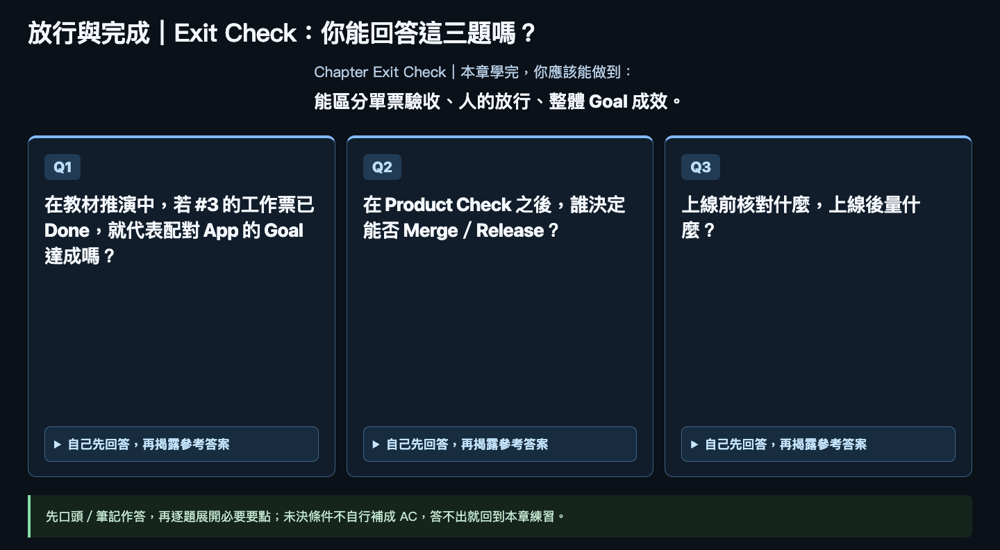 放行與完成｜Exit Check：你能回答這三題嗎？
Chapter Exit Check｜本章學完，你應該能做到：
能區分單票驗收、人的放行、整體 Goal 成效。
Q1
在教材推演中，若 #3 的工作票已
Done，就代表配對 App 的 Goal
達成嗎？
▶ 自己先回答，再揭露參考答案
Q2
在 Product Check 之後，誰決定
能否 Merge／Release？
▶ 自己先回答，再揭露參考答案
Q3
上線前核對什麼，上線後量什
麼？
▶ 自己先回答，再揭露參考答案
先口頭 / 筆記作答，再逐題展開必要要點；未決條件不自行補成 AC，答不出就回到本章練習。